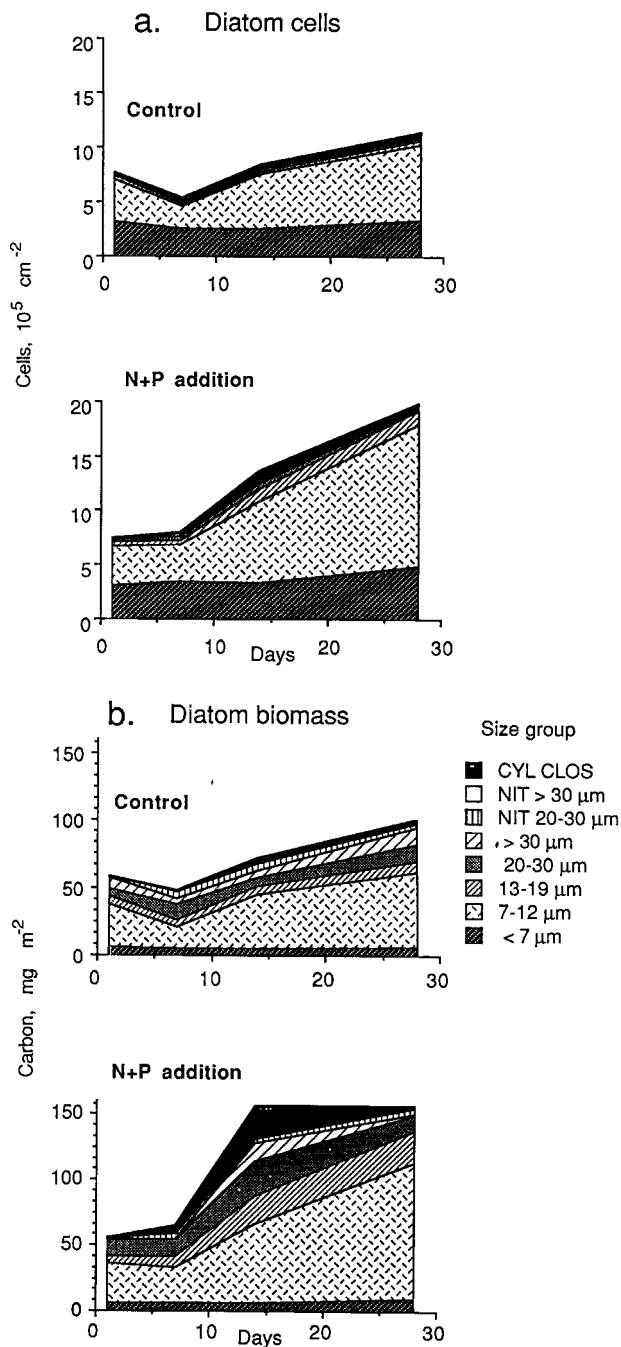 a. Diatom cells
20
15
10
5
0
Control
0 10 20 30
Cells, 10⁵ cm⁻²
N+P addition
20
15
10
5
0
0 10 20 30
Days
b. Diatom biomass
150
100
50
0
Control
0 10 20 30
Size group
CYL CLOS
NIT > 30 µm
NIT 20-30 µm
> 30 µm
20-30 µm
13-19 µm
7-12 µm
< 7 µm
Carbon, mg m⁻²
N+P addition
150
100
50
0
0 10 20 30
Days